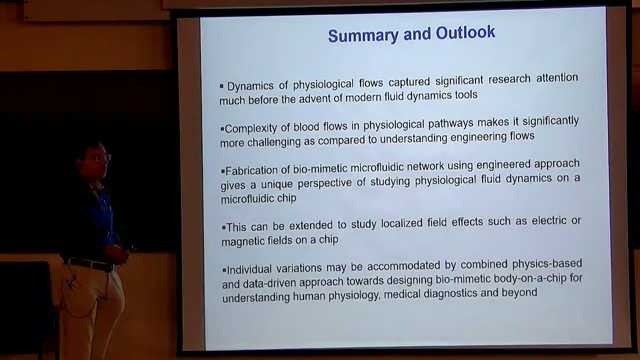 Summary and Outlook
▪ Dynamics of physiological flows captured significant research attention
much before the advent of modern fluid dynamics tools
▪Complexity of blood flows in physiological pathways makes it significantly
more challenging as compared to understanding engineering flows
▪Fabrication of bio-mimetic microfluidic network using engineered approach
gives a unique perspective of studying physiological fluid dynamics on a
microfluidic chip
▪This can be extended to study localized field effects such as electric or
magnetic fields on a chip
▪Individual variations may be accommodated by combined physics-based
and data-driven approach towards designing bio-mimetic body-on-a-chip for
understanding human physiology, medical diagnostics and beyond